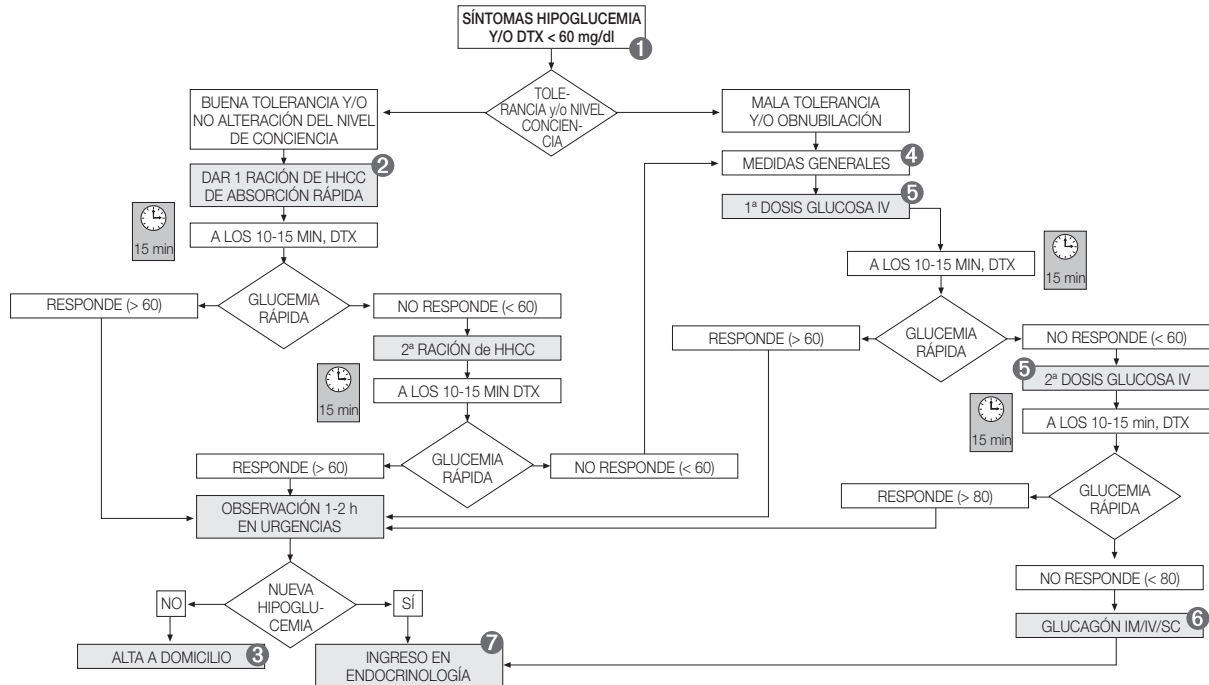 SÍNTOMAS HIPOGLUCEMIA
Y/O DTX < 60 mg/dl
1
TOLE-
RANCIA y/o NIVEL
CONCIEN-
CIA
BUENA TOLERANCIA Y/O
NO ALTERACIÓN DEL NIVEL
DE CONCIENCIA
2
DAR 1 RACIÓN DE HHCC
DE ABSORCIÓN RÁPIDA
15 min
A LOS 10-15 MIN, DTX
GLUCEMIA
RÁPIDA
RESPONDE (> 60)
NO RESPONDE (< 60)
2ª RACIÓN de HHCC
15 min
A LOS 10-15 MIN DTX
GLUCEMIA
RÁPIDA
RESPONDE (> 60)
NO RESPONDE (< 60)
MALA TOLERANCIA
Y/O OBNUBILACIÓN
MEDIDAS GENERALES
4
1ª DOSIS GLUCOSA IV
5
A LOS 10-15 MIN, DTX
15 min
GLUCEMIA
RÁPIDA
RESPONDE (> 60)
NO RESPONDE (< 60)
5
2ª DOSIS GLUCOSA IV
15 min
A LOS 10-15 min, DTX
GLUCEMIA
RÁPIDA
RESPONDE (> 80)
NO RESPONDE (< 80)
GLUCAGÓN IM/IV/SC
6
OBSERVACIÓN 1-2 h
EN URGENCIAS
NUEVA
HIPOGLU-
CEMIA
NO
SÍ
ALTA A DOMICILIO
3
7
INGRESO EN
ENDOCRINOLOGÍA